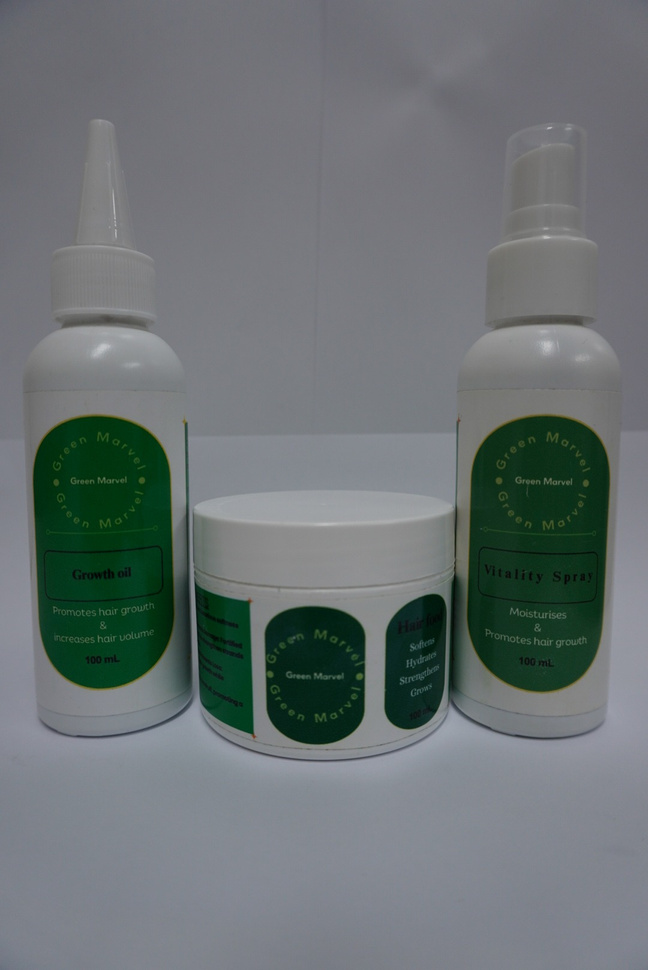 Green Marvel
Green Marvel
Green Marvel
Growth oil
Promotes hair growth
&
increases hair volume
100 mL
Green Marvel
Green Marvel
Green Marvel
Hair
Softens
Hydrates
Strengthens
Grows
Green Marvel
Green Marvel
Green Marvel
Vitality Spray
Moisturises
&
Promotes hair growth
100 mL